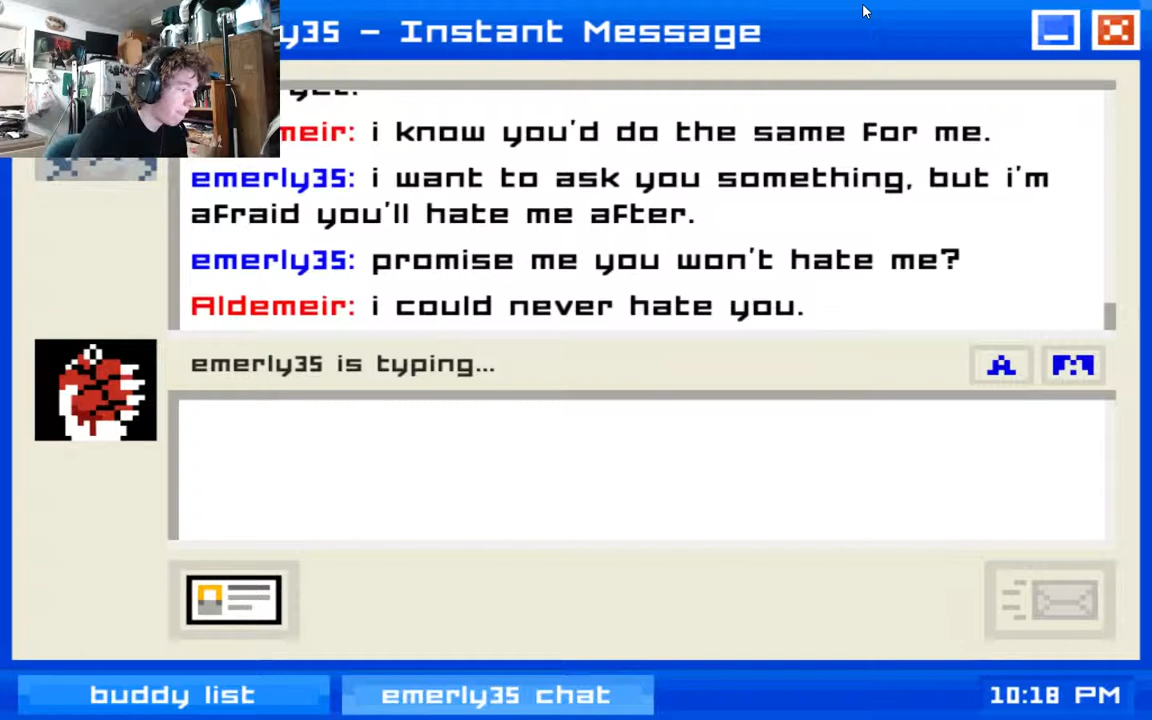 y35 - Instant Message
meir: i know you'd do the same for me.
emerly35: i want to ask you something, but i'm
afraid you'll hate me after.
emerly35: promise me you won't hate me?
Aldemeir: i could never hate you.
emerly35 is typing...
buddy list
emerly35 chat
10:18 PM